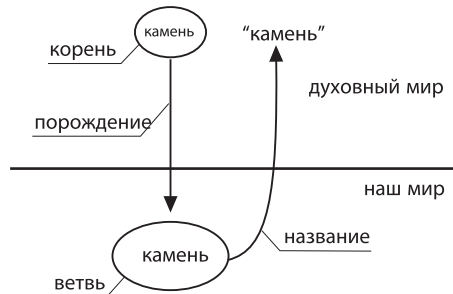 камень
“камень”
корень
духовный мир
порождение
наш мир
название
камень
ветвь